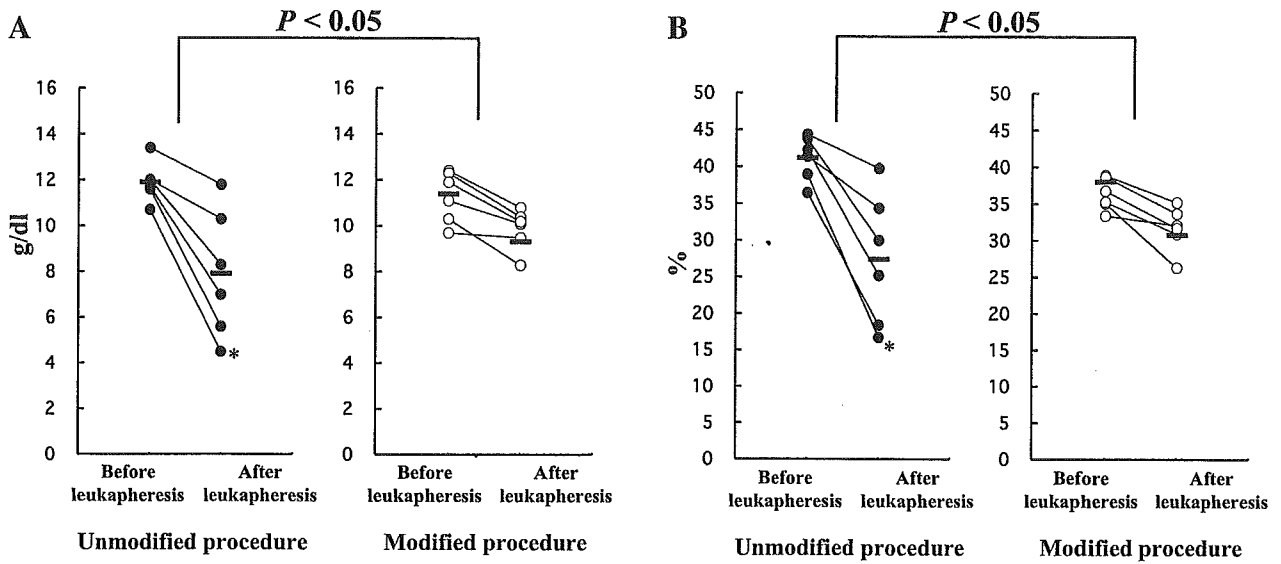 A
P < 0.05
16
14
12
10
8
6
4
2
0
g/dl
*
Before leukapheresis
After leukapheresis
Unmodified procedure
16
14
12
10
8
6
4
2
0
Before leukapheresis
After leukapheresis
Modified procedure
B
P < 0.05
50
45
40
35
30
25
20
15
10
5
0
%
*
Before leukapheresis
After leukapheresis
Unmodified procedure
50
45
40
35
30
25
20
15
10
5
0
Before leukapheresis
After leukapheresis
Modified procedure